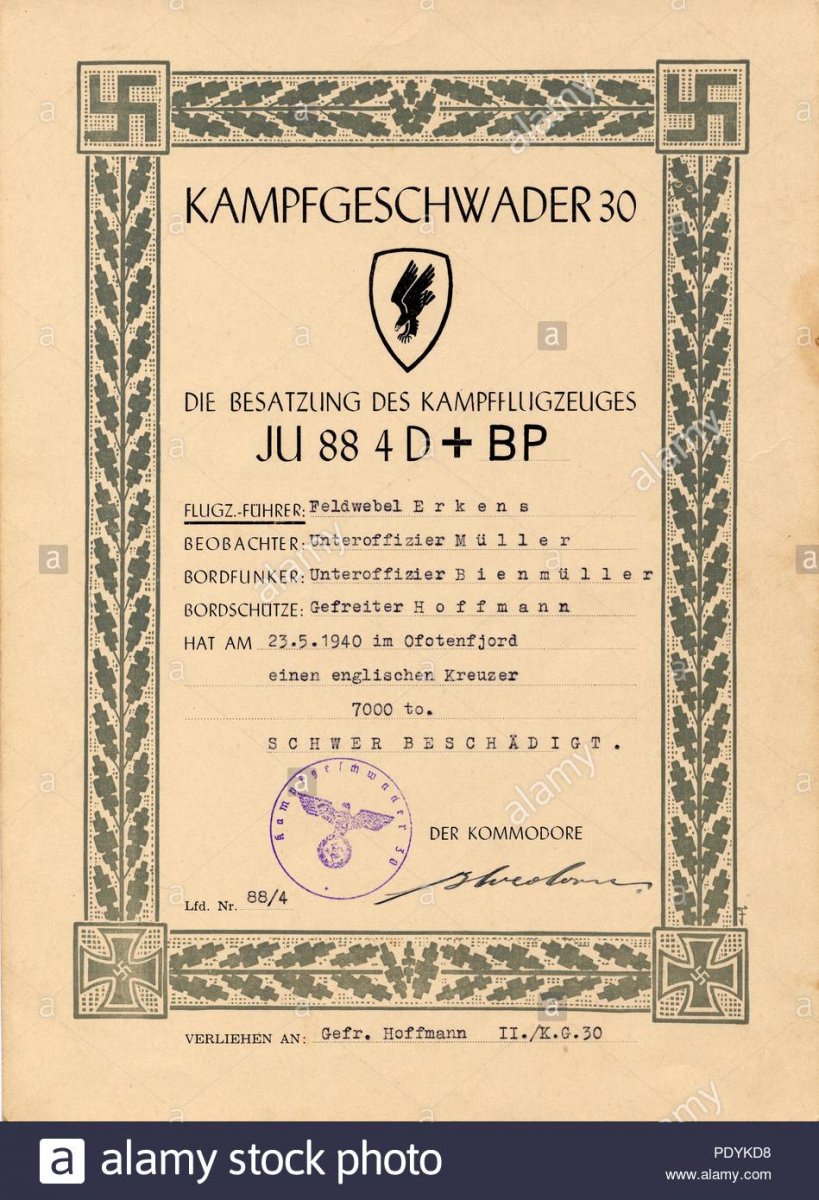 KAMPFGESCHWADER 30
DIE BESATZUNG DES KAMPFFLUGZEUGES
JU 88 4 D + BP
FLUGZ.-FÜHRER: Feldwebel E r k e n s
BEOBACHTER: Unteroffizier M ü l l e r
BORDFUNKER: Unteroffizier B i e n m ü l l e r
BORDSCHÜTZE: Gefreiter H o f f m a n n
HAT AM 23.5.1940 im Ofotenfjord
einen englischen Kreuzer
7000 to.
S C H W E R B E S C H Ä D I G T .
Kampfgeschwader 30
DER KOMMODORE
Lfd. Nr. 88/4
VERLIEHEN AN: Gefr. Hoffmann II./K.G.30
a alamy stock photo
PDYKD8
www.alamy.com